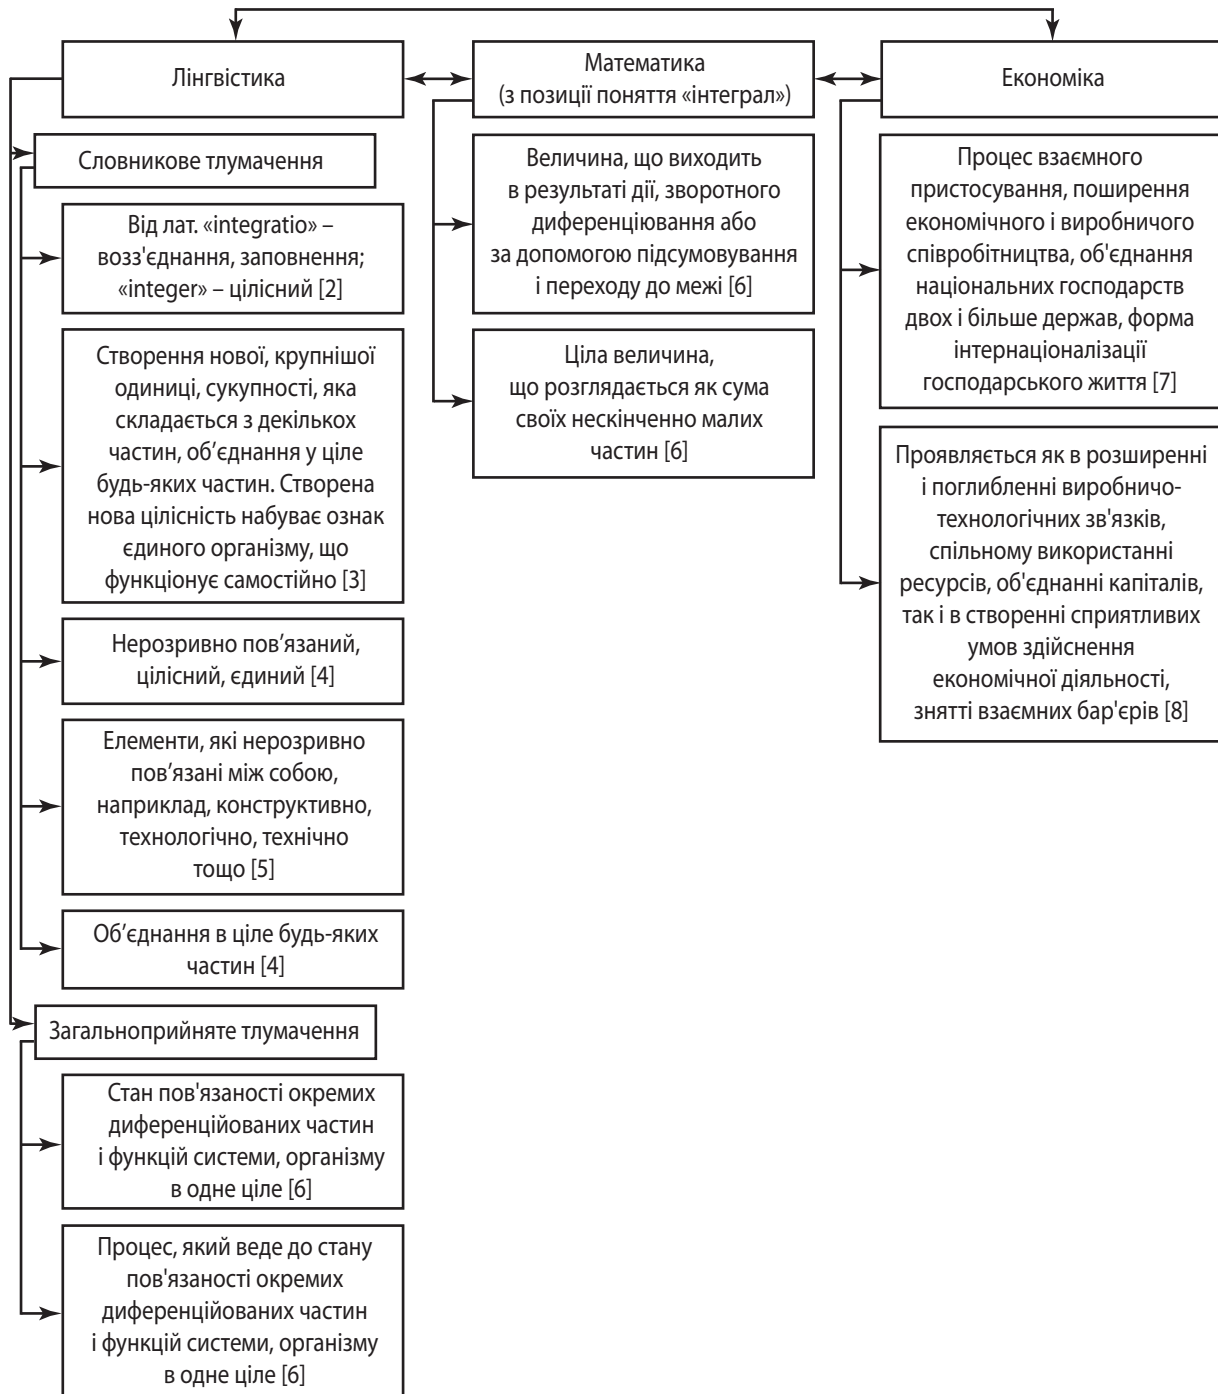 Лінгвістика
Словникове тлумачення
Від лат. «integratio» –
возз'єднання, заповнення;
«integer» – цілісний [2]
Створення нової, крупнішої
одиниці, сукупності, яка
складається з декількох
частин, об’єднання у ціле
будь-яких частин. Створена
нова цілісність набуває ознак
єдиного організму, що
функціонує самостійно [3]
Нерозривно пов’язаний,
цілісний, єдиний [4]
Елементи, які нерозривно
пов’язані між собою,
наприклад, конструктивно,
технологічно, технічно
тощо [5]
Об’єднання в ціле будь-яких
частин [4]
Загальноприйняте тлумачення
Стан пов'язаності окремих
диференційованих частин
і функцій системи, організму
в одне ціле [6]
Процес, який веде до стану
пов'язаності окремих
диференційованих частин
і функцій системи, організму
в одне ціле [6]
Математика
(з позиції поняття «інтеграл»)
Величина, що виходить
в результаті дії, зворотного
диференціювання або
за допомогою підсумовування
і переходу до межі [6]
Ціла величина,
що розглядається як сума
своїх нескінченно малих
частин [6]
Економіка
Процес взаємного
пристосування, поширення
економічного і виробничого
співробітництва, об'єднання
національних господарств
двох і більше держав, форма
інтернаціоналізації
господарського життя [7]
Проявляється як в розширенні
і поглибленні виробничо-
технологічних зв'язків,
спільному використанні
ресурсів, об'єднанні капіталів,
так і в створенні сприятливих
умов здійснення
економічної діяльності,
знятті взаємних бар'єрів [8]